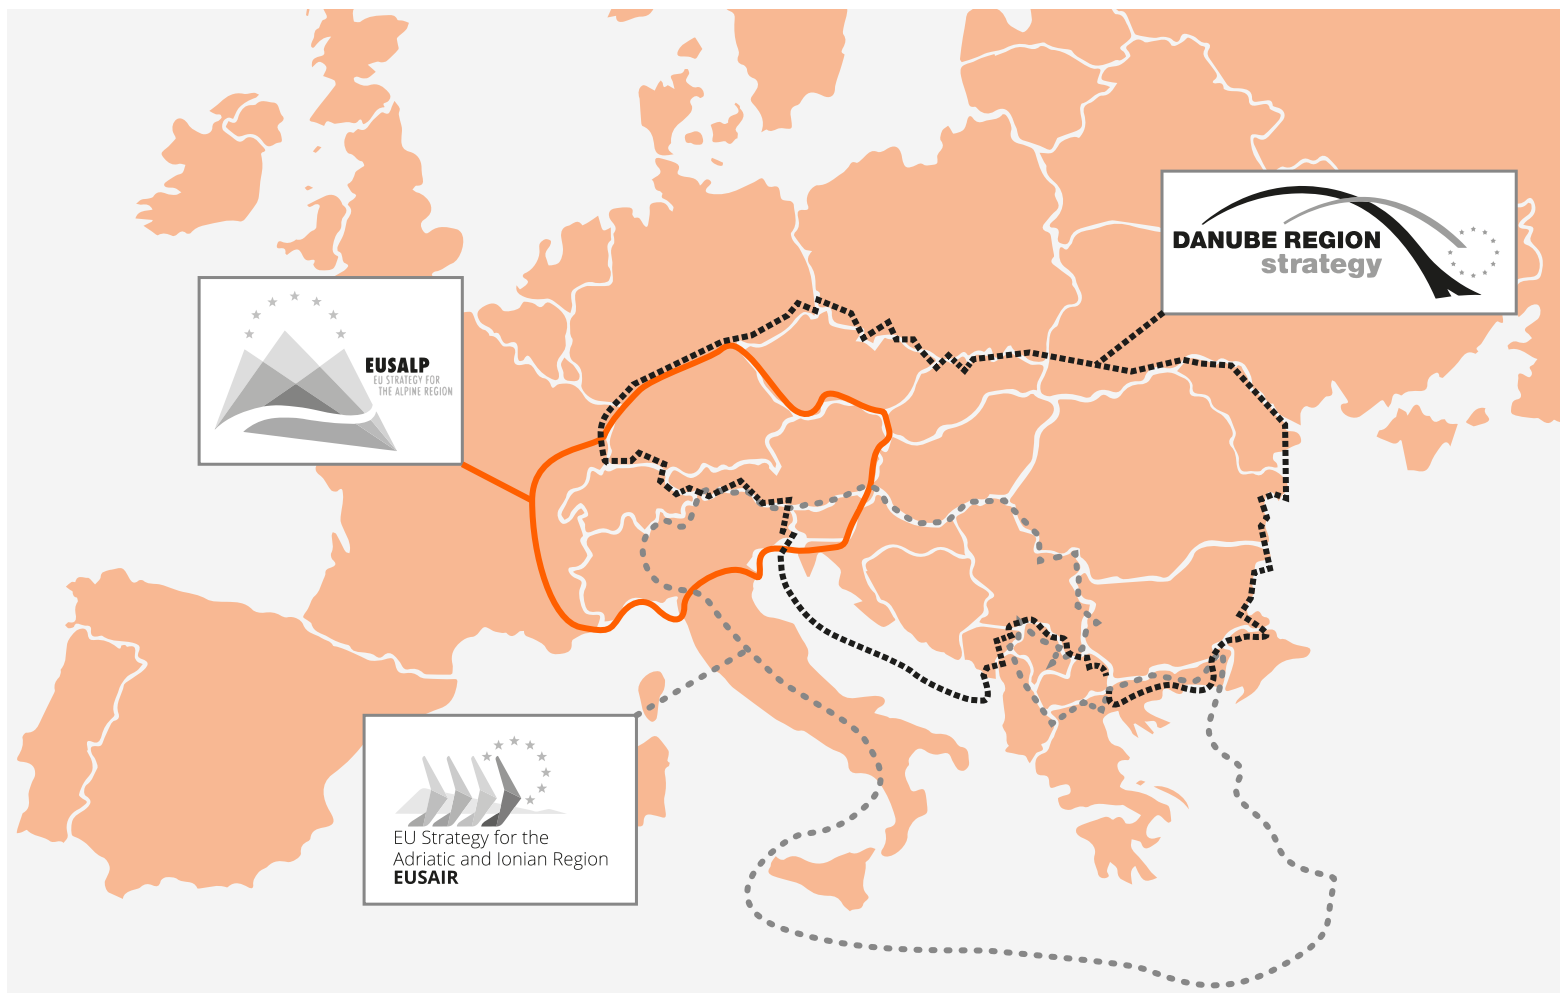 DANUBE REGION
strategy
EUSALP
EU STRATEGY FOR
THE ALPINE REGION
EU Strategy for the
Adriatic and Ionian Region
EUSAIR